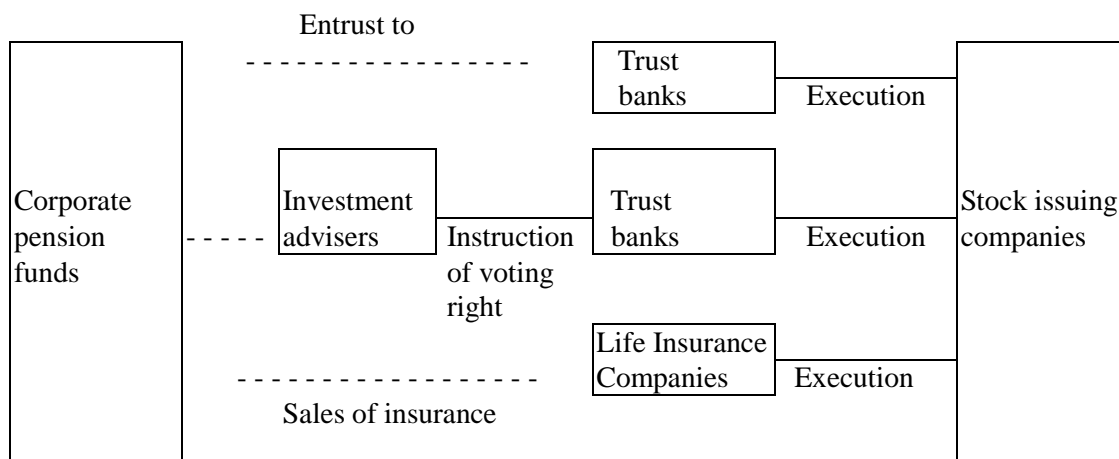 Entrust to
Trust
banks
Execution
Corporate
pension
funds
Investment
advisers
Instruction
of voting
right
Trust
banks
Execution
Stock issuing
companies
Life Insurance
Companies
Execution
Sales of insurance